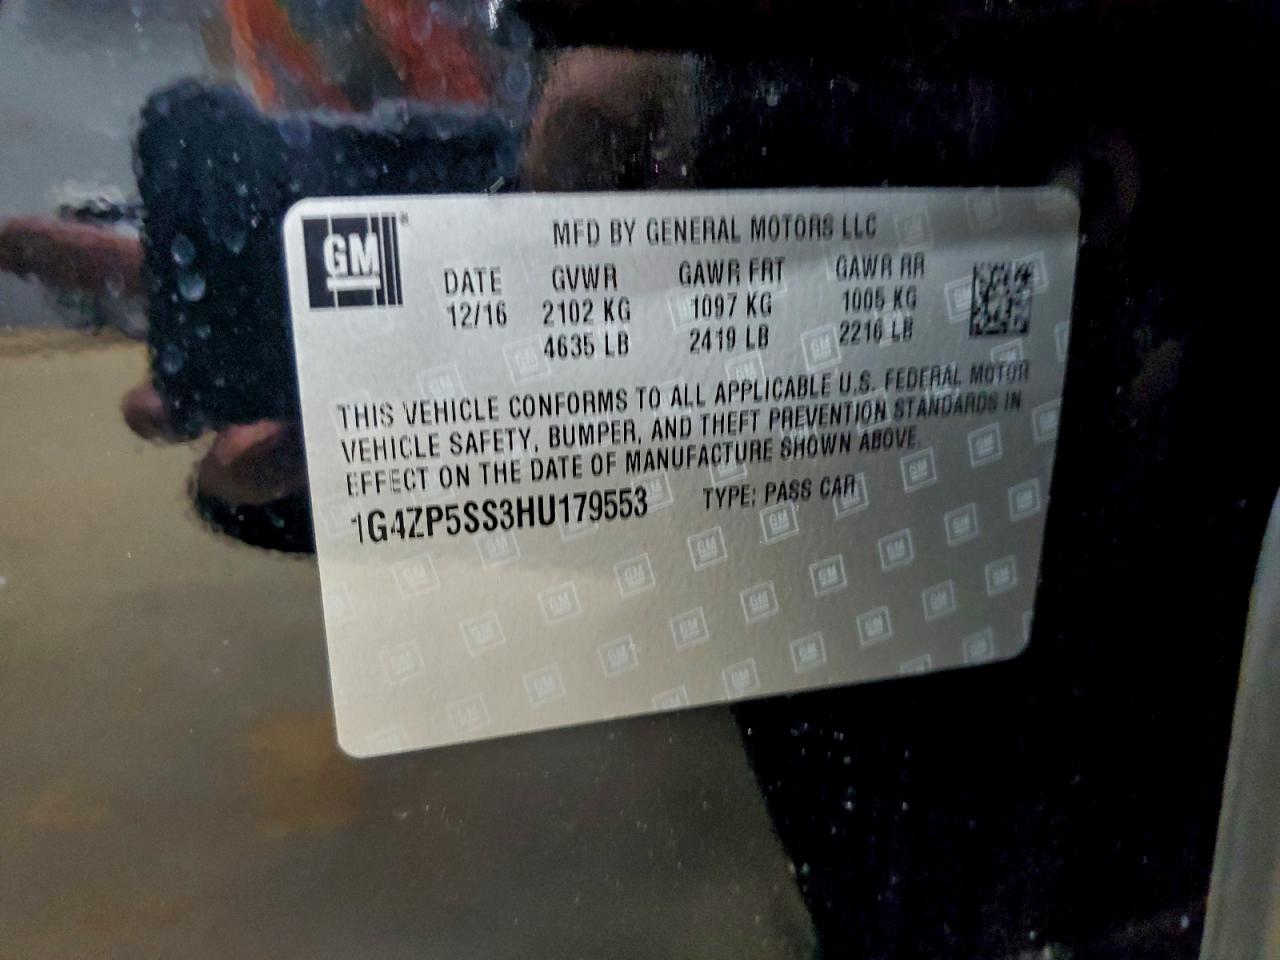 GM
MFD BY GENERAL MOTORS LLC
DATE GVWR GAWR FRT GAWR RR
12/16 2102 KG 1097 KG 1005 KG
4635 LB 2419 LB 2216 LB
THIS VEHICLE CONFORMS TO ALL APPLICABLE U.S. FEDERAL MOTOR
VEHICLE SAFETY, BUMPER, AND THEFT PREVENTION STANDARDS IN
EFFECT ON THE DATE OF MANUFACTURE SHOWN ABOVE.
1G4ZP5SS3HU179553 TYPE: PASS CAR